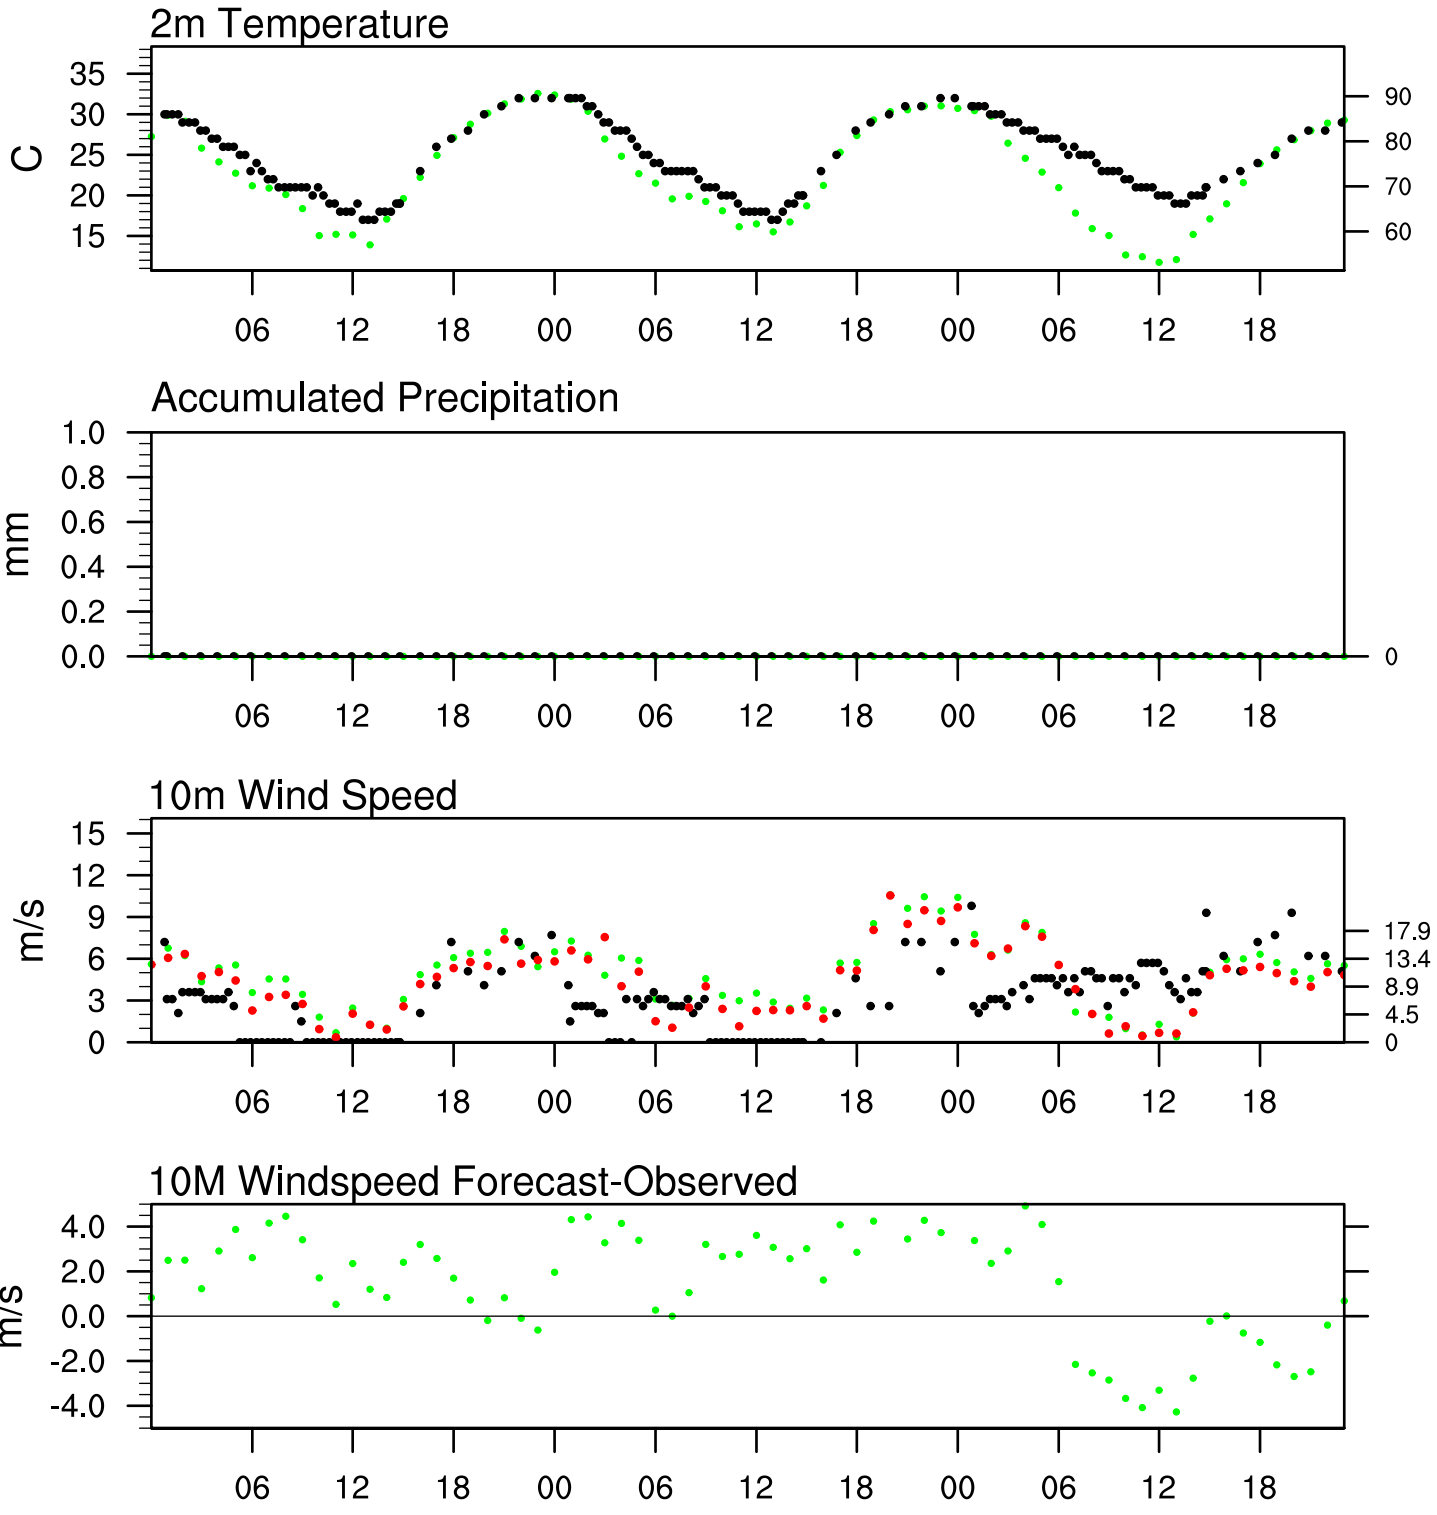 2m Temperature
35
30
25
20
15
C
90
80
70
60
06 12 18 00 06 12 18 00 06 12 18
Accumulated Precipitation
1.0
0.8
0.6
0.4
0.2
0.0
mm
0
06 12 18 00 06 12 18 00 06 12 18
10m Wind Speed
15
12
9
6
3
0
m/s
17.9
13.4
8.9
4.5
0
06 12 18 00 06 12 18 00 06 12 18
10M Windspeed Forecast-Observed
4.0
2.0
0.0
-2.0
-4.0
m/s
06 12 18 00 06 12 18 00 06 12 18